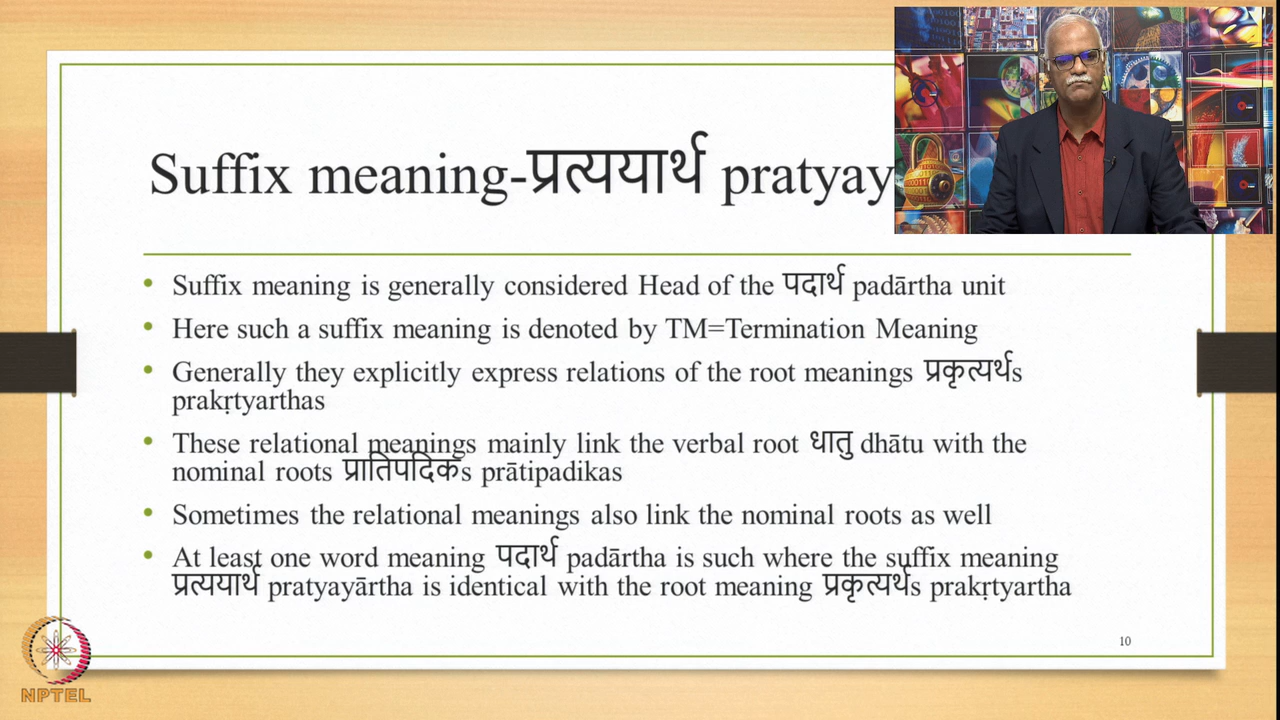 Suffix meaning-प्रत्ययार्थ pratyay
• Suffix meaning is generally considered Head of the पदार्थ padārtha unit
• Here such a suffix meaning is denoted by TM=Termination Meaning
• Generally they explicitly express relations of the root meanings प्रकृत्यर्थs
prakṛtyarthas
• These relational meanings mainly link the verbal root धातु dhātu with the
nominal roots प्रातिपदिकs prātipadikas
• Sometimes the relational meanings also link the nominal roots as well
• At least one word meaning पदार्थ padārtha is such where the suffix meaning
प्रत्ययार्थ pratyayārtha is identical with the root meaning प्रकृत्यर्थs prakṛtyartha
10
NPTEL